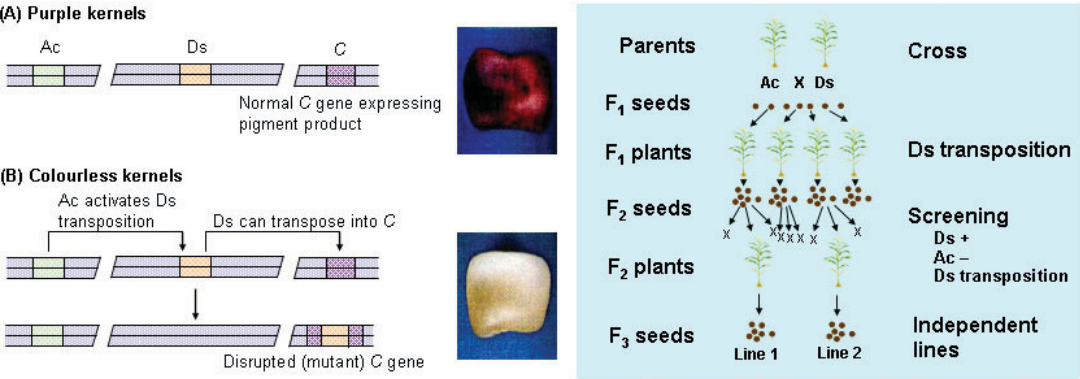 (A) Purple kernels
Ac
Ds
C
Normal C gene expressing
pigment product
(B) Colourless kernels
Ac activates Ds
transposition
Ds can transpose into C
Disrupted (mutant) C gene
Parents
Cross
Ac X Ds
F₁ seeds
F₁ plants
Ds transposition
F₂ seeds
X X X X X X X
Screening
Ds +
Ac –
Ds transposition
F₂ plants
F₃ seeds
Line 1
Line 2
Independent
lines